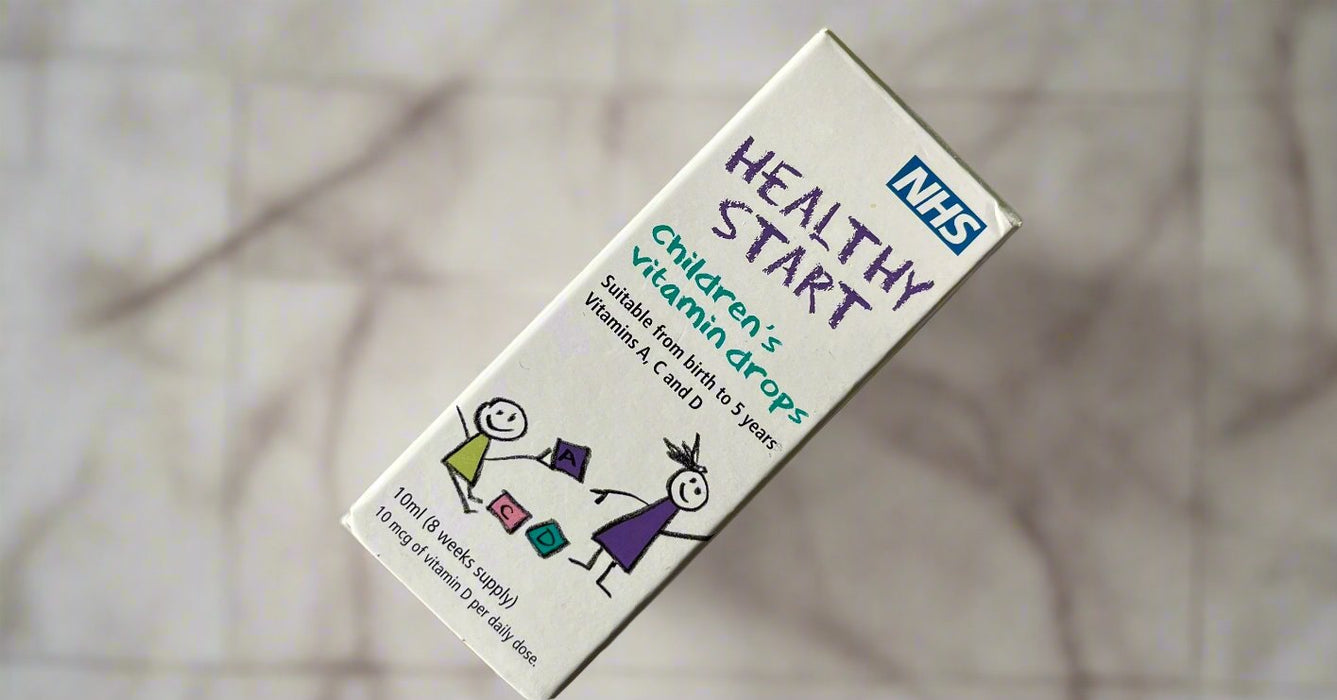 NHS
HEALTHY
START
children's
vitamin drops
Suitable from birth to 5 years
Vitamins A, C and D
A
C
D
10ml (8 weeks supply)
10 mcg of vitamin D per daily dose.